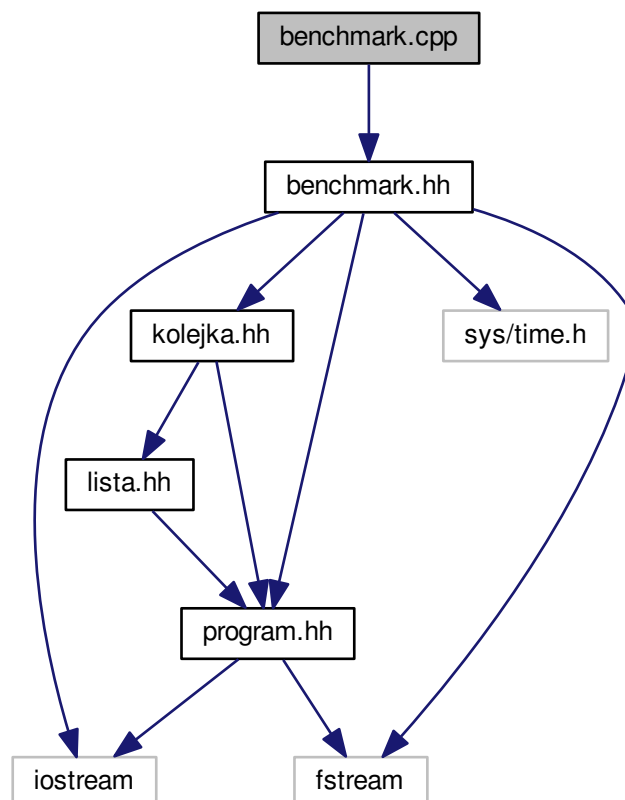 benchmark.cpp
benchmark.hh
kolejka.hh
sys/time.h
lista.hh
program.hh
iostream
fstream